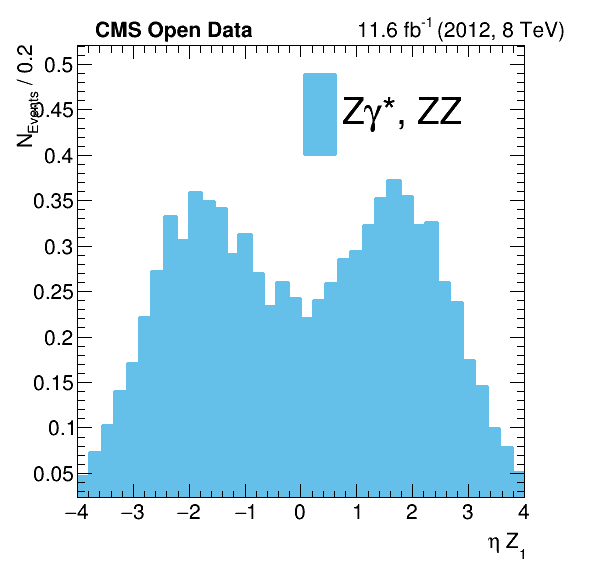 CMS Open Data
11.6 fb⁻¹ (2012, 8 TeV)
N_Events / 0.2
0.5
0.45
0.4
0.35
0.3
0.25
0.2
0.15
0.1
0.05
Zγ*, ZZ
−4 −3 −2 −1 0 1 2 3 4
η Z₁